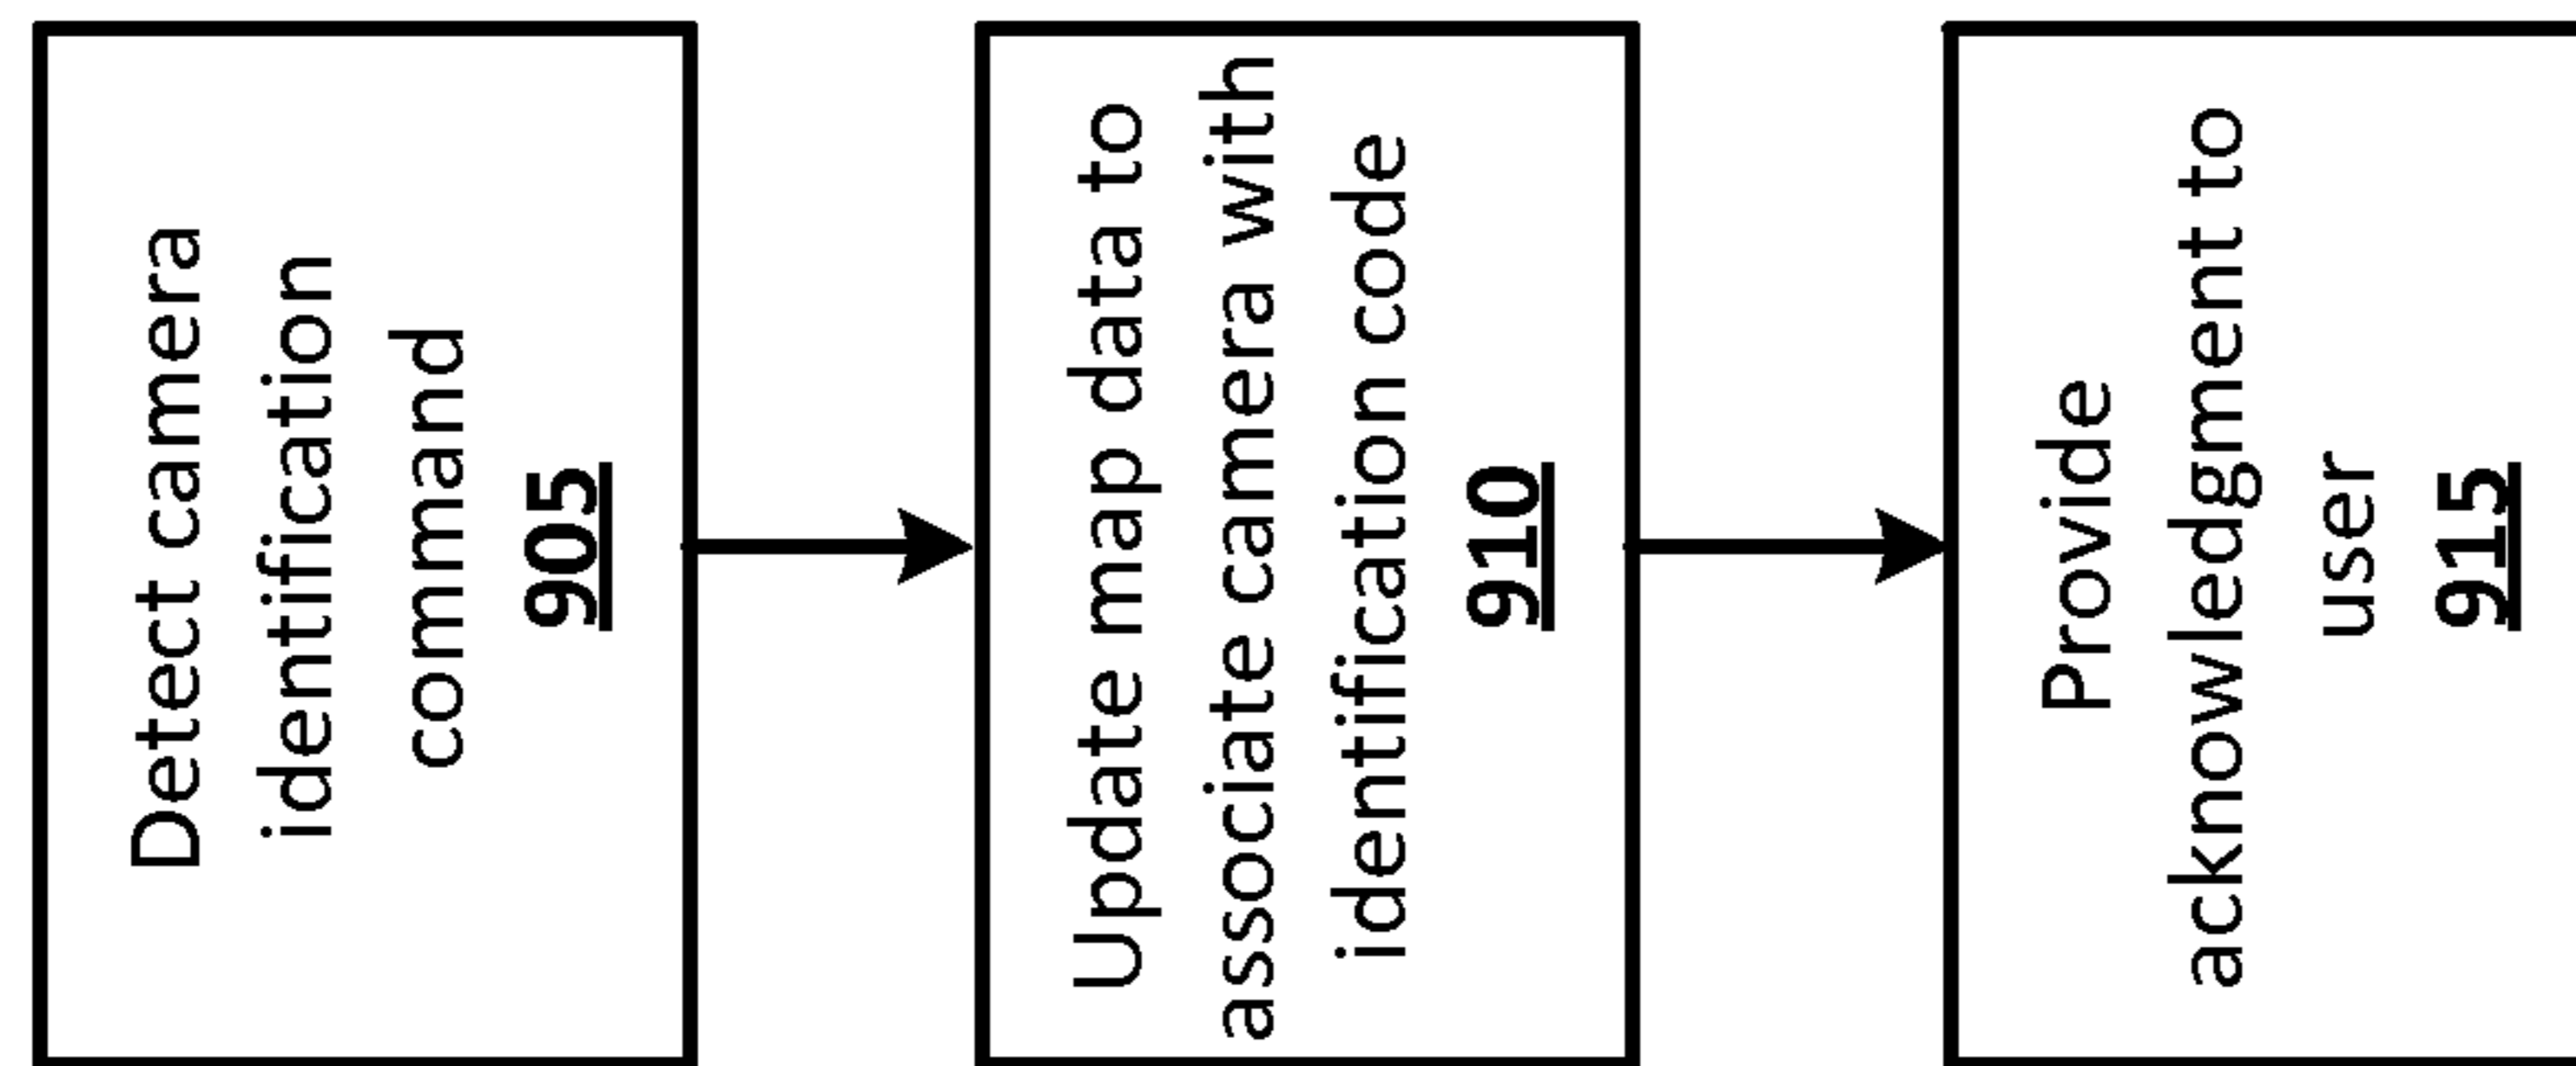 Detect camera
identification
command
905
Update map data to
associate camera with
identification code
910
Provide
acknowledgment to
user
915